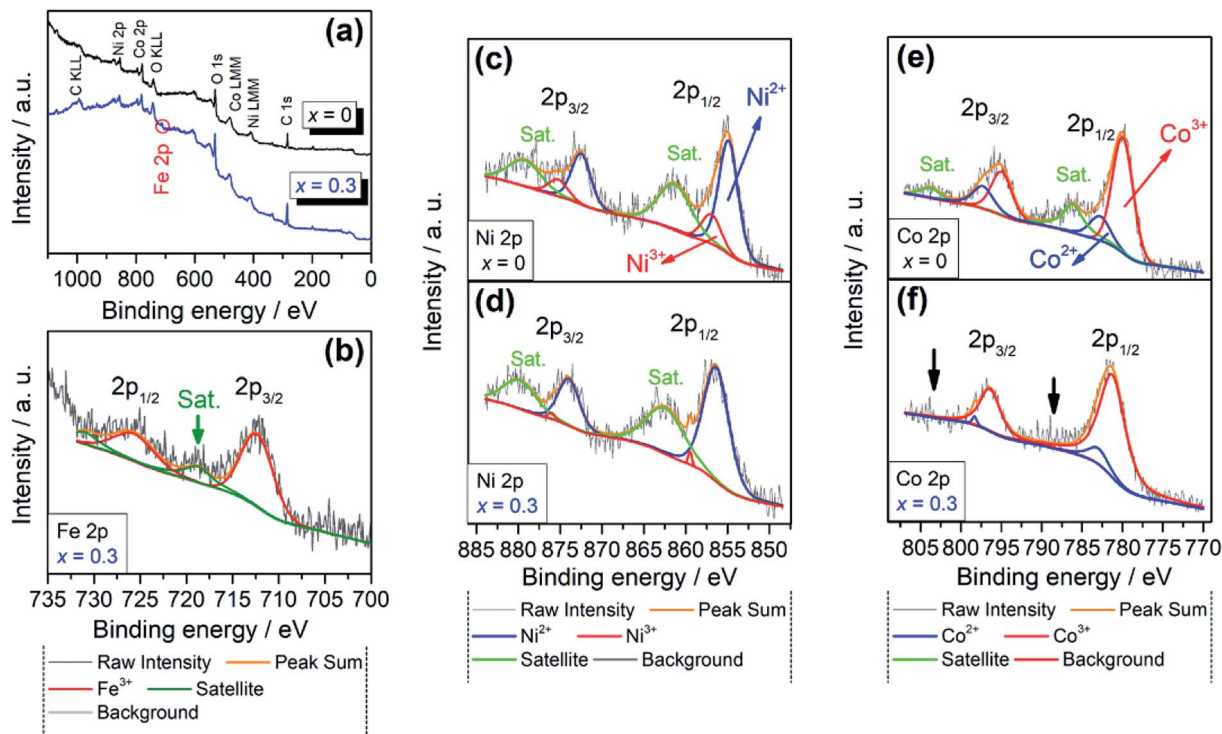 (a)
Intensity / a.u.
C KLL
Ni 2p
Co 2p
O KLL
O 1s
Co LMM
Ni LMM
C 1s
x = 0
Fe 2p
x = 0.3
1000 800 600 400 200 0
Binding energy / eV
(b)
Intensity / a.u.
2p1/2
Sat.
2p3/2
Fe 2p
x = 0.3
735 730 725 720 715 710 705 700
Binding energy / eV
Raw Intensity Peak Sum
Fe3+ Satellite
Background
(c)
Intensity / a. u.
2p3/2
2p1/2
Ni2+
Sat.
Sat.
Ni3+
Ni 2p
x = 0
(d)
2p3/2
2p1/2
Sat.
Sat.
Ni 2p
x = 0.3
885 880 875 870 865 860 855 850
Binding energy / eV
Raw Intensity Peak Sum
Ni2+ Ni3+
Satellite Background
(e)
Intensity / a. u.
2p3/2
2p1/2
Co3+
Sat.
Sat.
Co2+
Co 2p
x = 0
(f)
2p3/2
2p1/2
Co 2p
x = 0.3
805 800 795 790 785 780 775 770
Binding energy / eV
Raw Intensity Peak Sum
Co2+ Co3+
Satellite Background